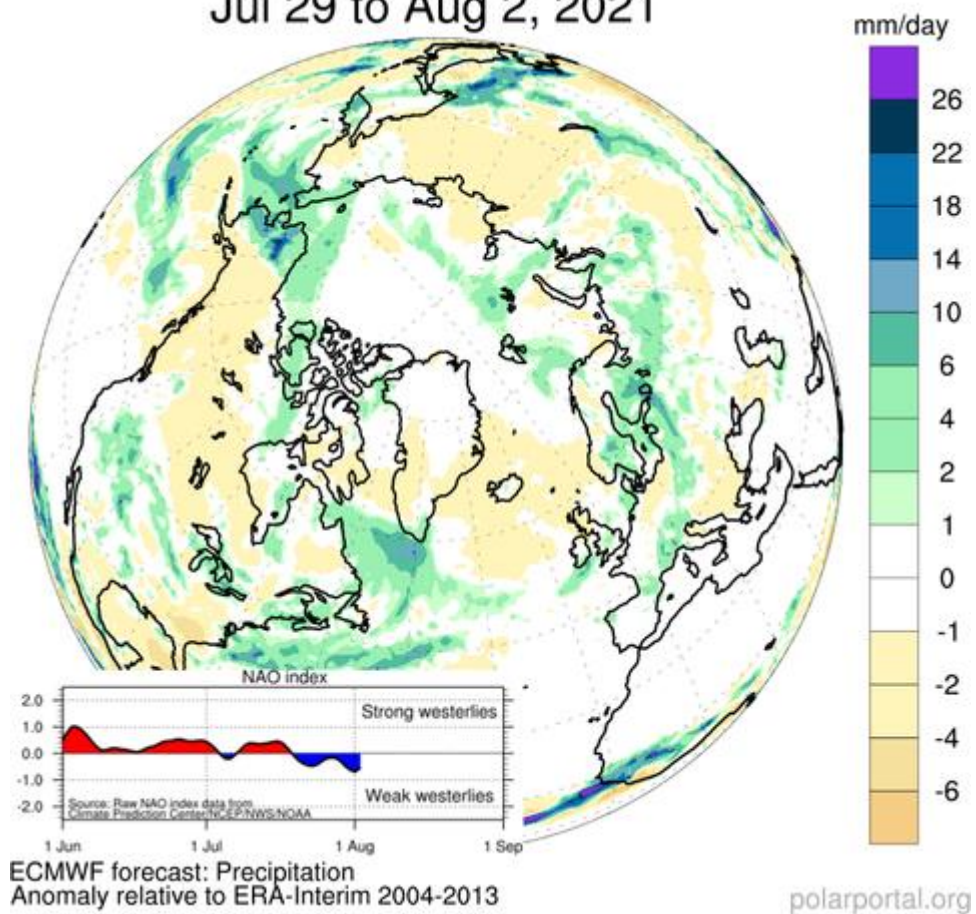 Jul 29 to Aug 2, 2021
mm/day
26
22
18
14
10
6
4
2
1
0
-1
-2
-4
-6
NAO index
2.0
1.0
0.0
-1.0
-2.0
Strong westerlies
Weak westerlies
Source: Raw NAO index data from
Climate Prediction Center/NCEP/NWS/NOAA
1 Jun
1 Jul
1 Aug
1 Sep
ECMWF forecast: Precipitation
Anomaly relative to ERA-Interim 2004-2013
polarportal.org